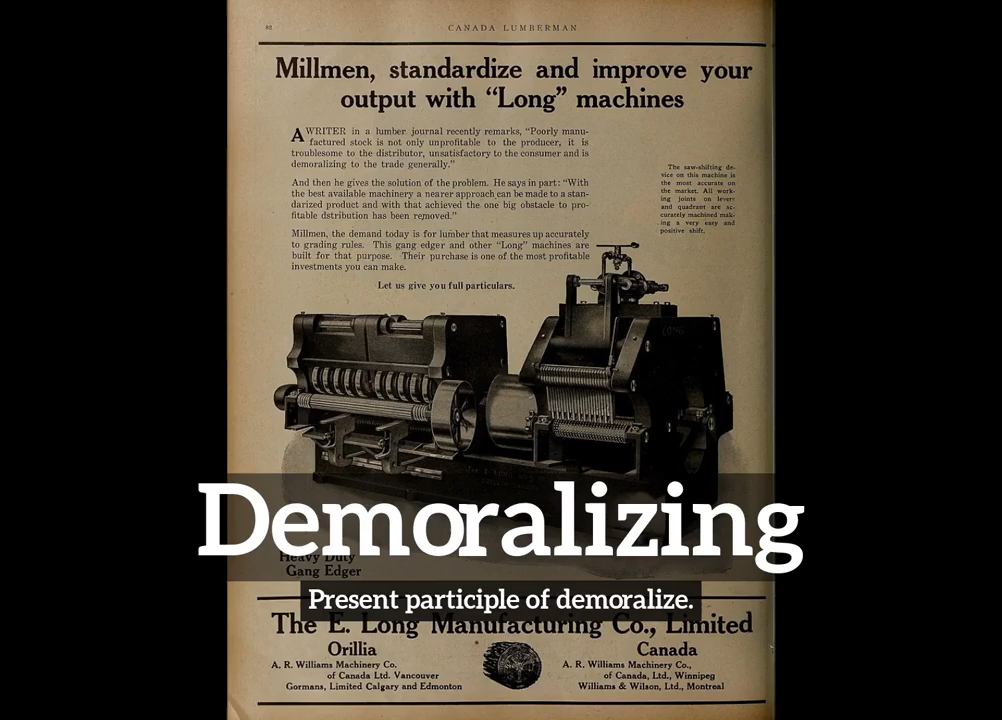 82
CANADA LUMBERMAN
Millmen, standardize and improve your
output with “Long” machines
A WRITER in a lumber journal recently remarks, “Poorly manu-
factured stock is not only unprofitable to the producer, it is
troublesome to the distributor, unsatisfactory to the consumer and is
demoralizing to the trade generally.”
And then he gives the solution of the problem. He says in part: “With
the best available machinery a nearer approach can be made to a stan-
darized product and with that achieved the one big obstacle to pro-
fitable dstribution has been removed.”
Millmen, the demand today is for lumber that measures up accurately
to grading rules. This gang edger and other “Long” machines are
built for that purpose. Their purchase is one of the most profitable
investments you can make.
Let us give you full particulars.
The saw-shifting de-
vice on this machine is
the most accurate on
the market. All work-
ing joints on levers
and quadrant are ac-
curately machined mak-
ing a very easy and
positive shift.
LONG
Demoralizing
Heavy Duty
Gang Edger
Present participle of demoralize.
The E. Long Manufacturing Co., Limited
Orillia
Canada
A. R. Williams Machinery Co.
of Canada Ltd. Vancouver
Gormans, Limited Calgary and Edmonton
A. R. Williams Machinery Co.,
of Canada, Ltd., Winnipeg
Williams & Wilson, Ltd., Montreal